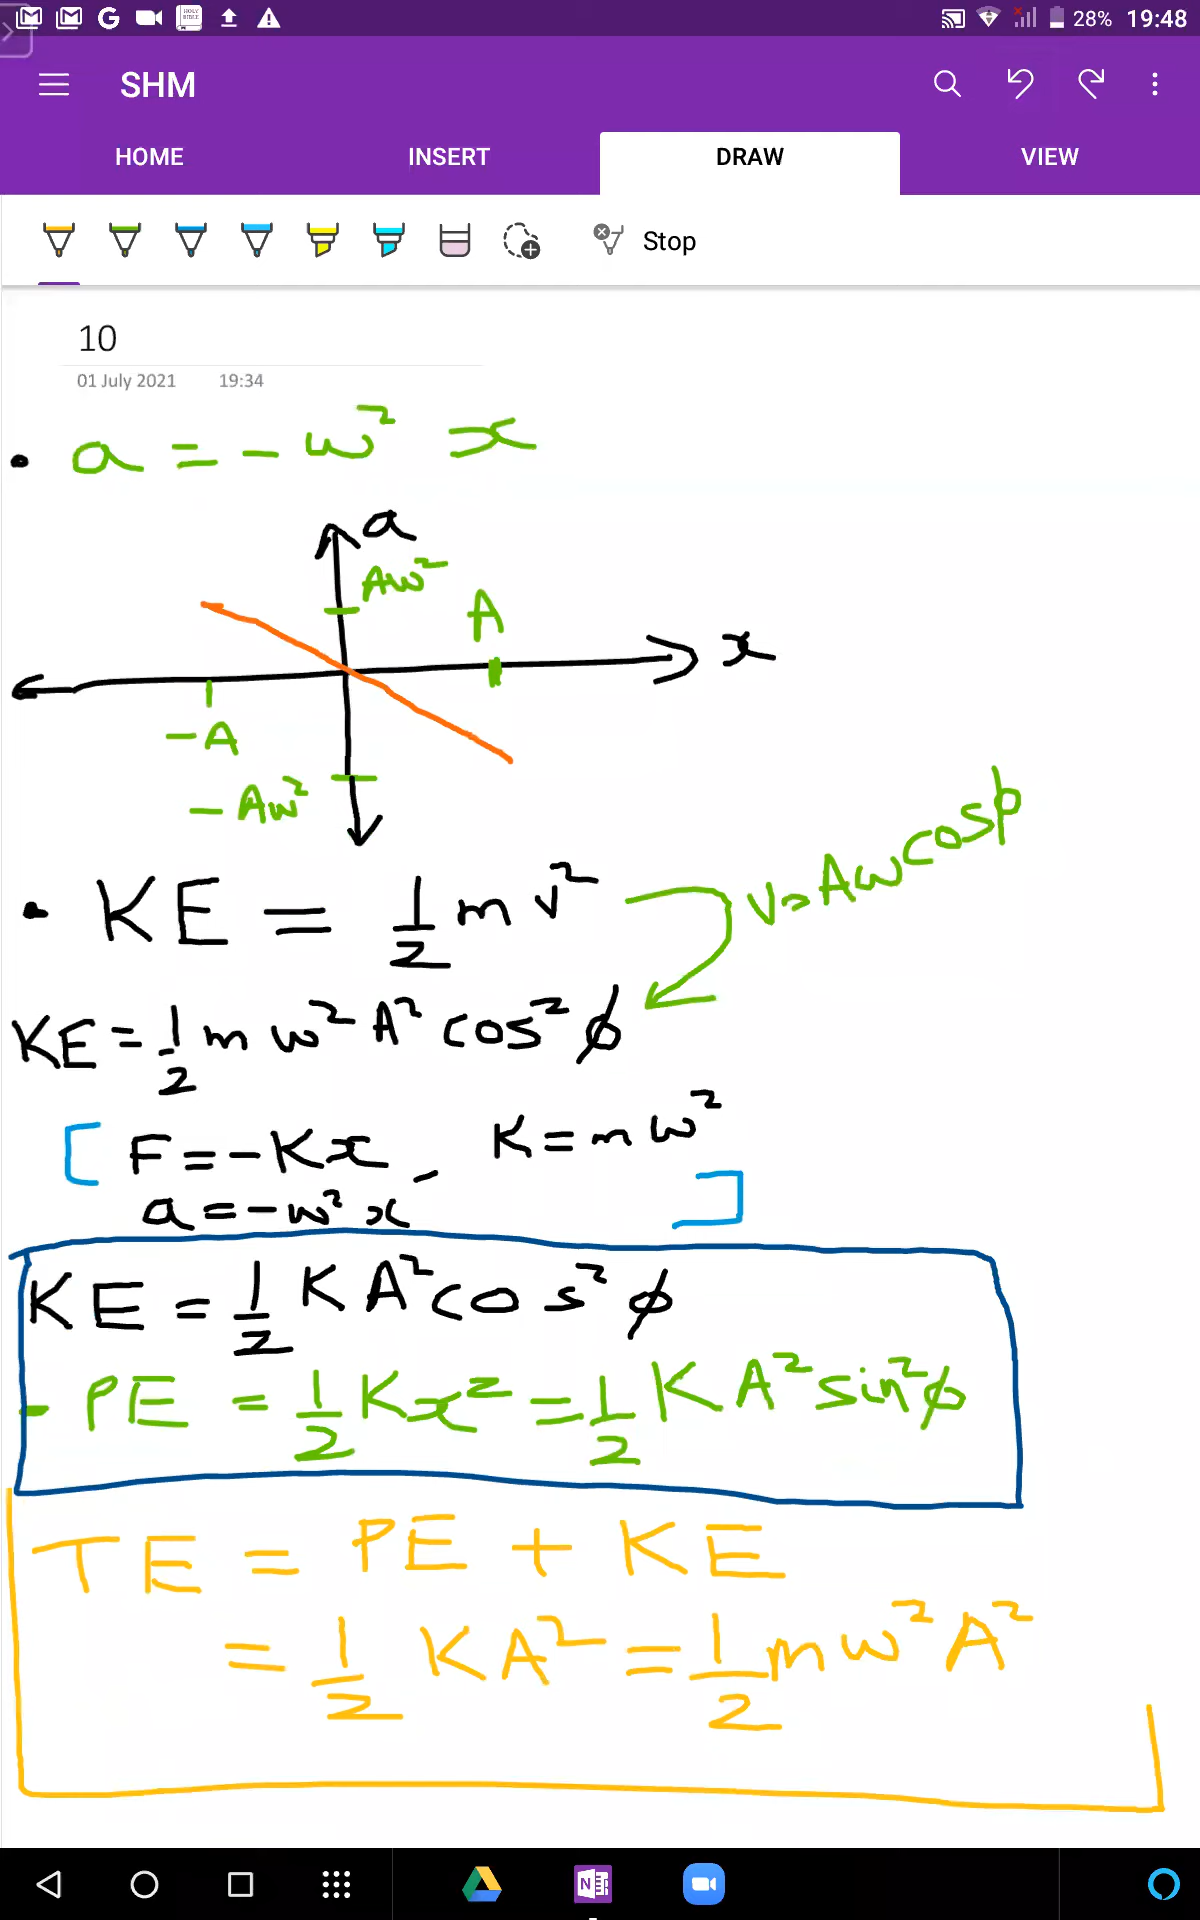 28% 19:48
SHM
HOME INSERT DRAW VIEW
Stop
10
01 July 2021 19:34
• a = - ω² x
a
Aω²
A
x
-A
-Aω²
V = Aω cos ϕ
• KE = 1/2 m v²
KE = 1/2 m ω² A² cos² ϕ
[ F = -Kx , K = m ω²
a = -ω² x ]
KE = 1/2 K A² cos² ϕ
- PE = 1/2 K x² = 1/2 K A² sin² ϕ
TE = PE + KE
= 1/2 KA² = 1/2 m ω² A²